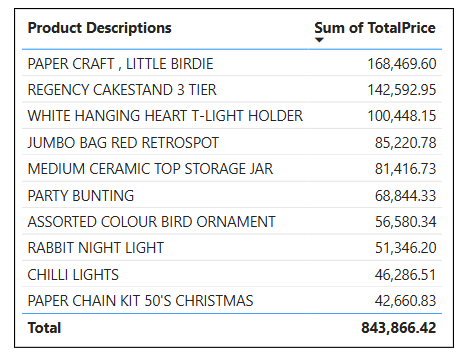 Product Descriptions Sum of TotalPrice
PAPER CRAFT , LITTLE BIRDIE 168,469.60
REGENCY CAKESTAND 3 TIER 142,592.95
WHITE HANGING HEART T-LIGHT HOLDER 100,448.15
JUMBO BAG RED RETROSPOT 85,220.78
MEDIUM CERAMIC TOP STORAGE JAR 81,416.73
PARTY BUNTING 68,844.33
ASSORTED COLOUR BIRD ORNAMENT 56,580.34
RABBIT NIGHT LIGHT 51,346.20
CHILLI LIGHTS 46,286.51
PAPER CHAIN KIT 50'S CHRISTMAS 42,660.83
Total 843,866.42